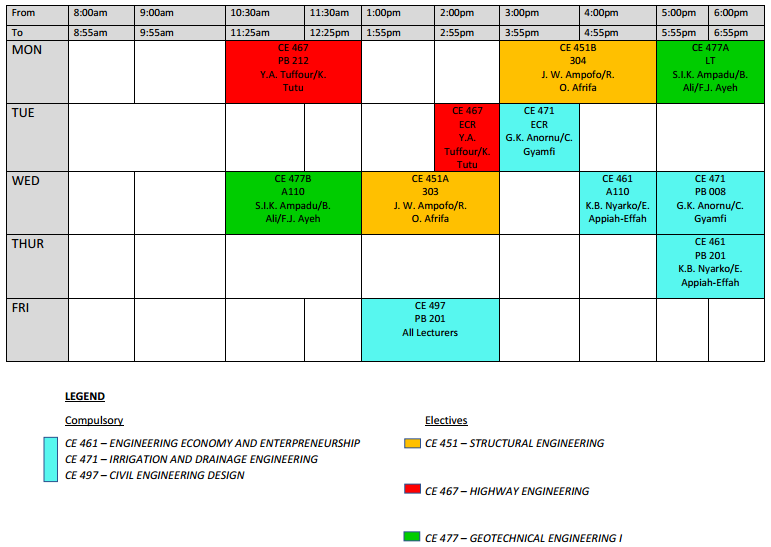 From 8:00am 9:00am 10:30am 11:30am 1:00pm 2:00pm 3:00pm 4:00pm 5:00pm 6:00pm
To 8:55am 9:55am 11:25am 12:25pm 1:55pm 2:55pm 3:55pm 4:55pm 5:55pm 6:55pm
MON
CE 467
PB 212
Y.A. Tuffour/K.
Tutu
CE 451B
304
J. W. Ampofo/R.
O. Afrifa
CE 477A
LT
S.I.K. Ampadu/B.
Ali/F.J. Ayeh
TUE
CE 467
ECR
Y.A.
Tuffour/K.
Tutu
CE 471
ECR
G.K. Anornu/C.
Gyamfi
WED
CE 477B
A110
S.I.K. Ampadu/B.
Ali/F.J. Ayeh
CE 451A
303
J. W. Ampofo/R.
O. Afrifa
CE 461
A110
K.B. Nyarko/E.
Appiah-Effah
CE 471
PB 008
G.K. Anornu/C.
Gyamfi
THUR
CE 461
PB 201
K.B. Nyarko/E.
Appiah-Effah
FRI
CE 497
PB 201
All Lecturers
LEGEND
Compulsory
CE 461 – ENGINEERING ECONOMY AND ENTERPRENEURSHIP
CE 471 – IRRIGATION AND DRAINAGE ENGINEERING
CE 497 – CIVIL ENGINEERING DESIGN
Electives
CE 451 – STRUCTURAL ENGINEERING
CE 467 – HIGHWAY ENGINEERING
CE 477 – GEOTECHNICAL ENGINEERING I